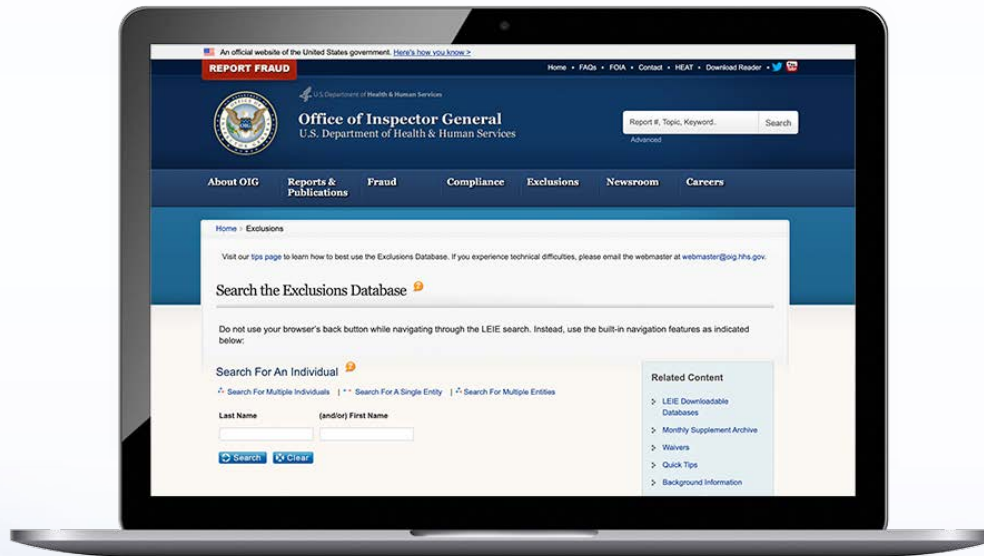 An official website of the United States government. Here's how you know >
REPORT FRAUD
Home • FAQs • FOIA • Contact • HEAT • Download Reader •
U.S. Department of Health & Human Services
Office of Inspector General
U.S. Department of Health & Human Services
Report #, Topic, Keyword..
Search
Advanced
About OIG
Reports &
Publications
Fraud
Compliance
Exclusions
Newsroom
Careers
Home > Exclusions
Visit our tips page to learn how to best use the Exclusions Database. If you experience technical difficulties, please email the webmaster at webmaster@oig.hhs.gov.
Search the Exclusions Database
Do not use your browser's back button while navigating through the LEIE search. Instead, use the built-in navigation features as indicated
below:
Search For An Individual
Search For Multiple Individuals | Search For A Single Entity | Search For Multiple Entities
Last Name
(and/or) First Name
Search
Clear
Related Content
LEIE Downloadable
Databases
Monthly Supplement Archive
Waivers
Quick Tips
Background Information